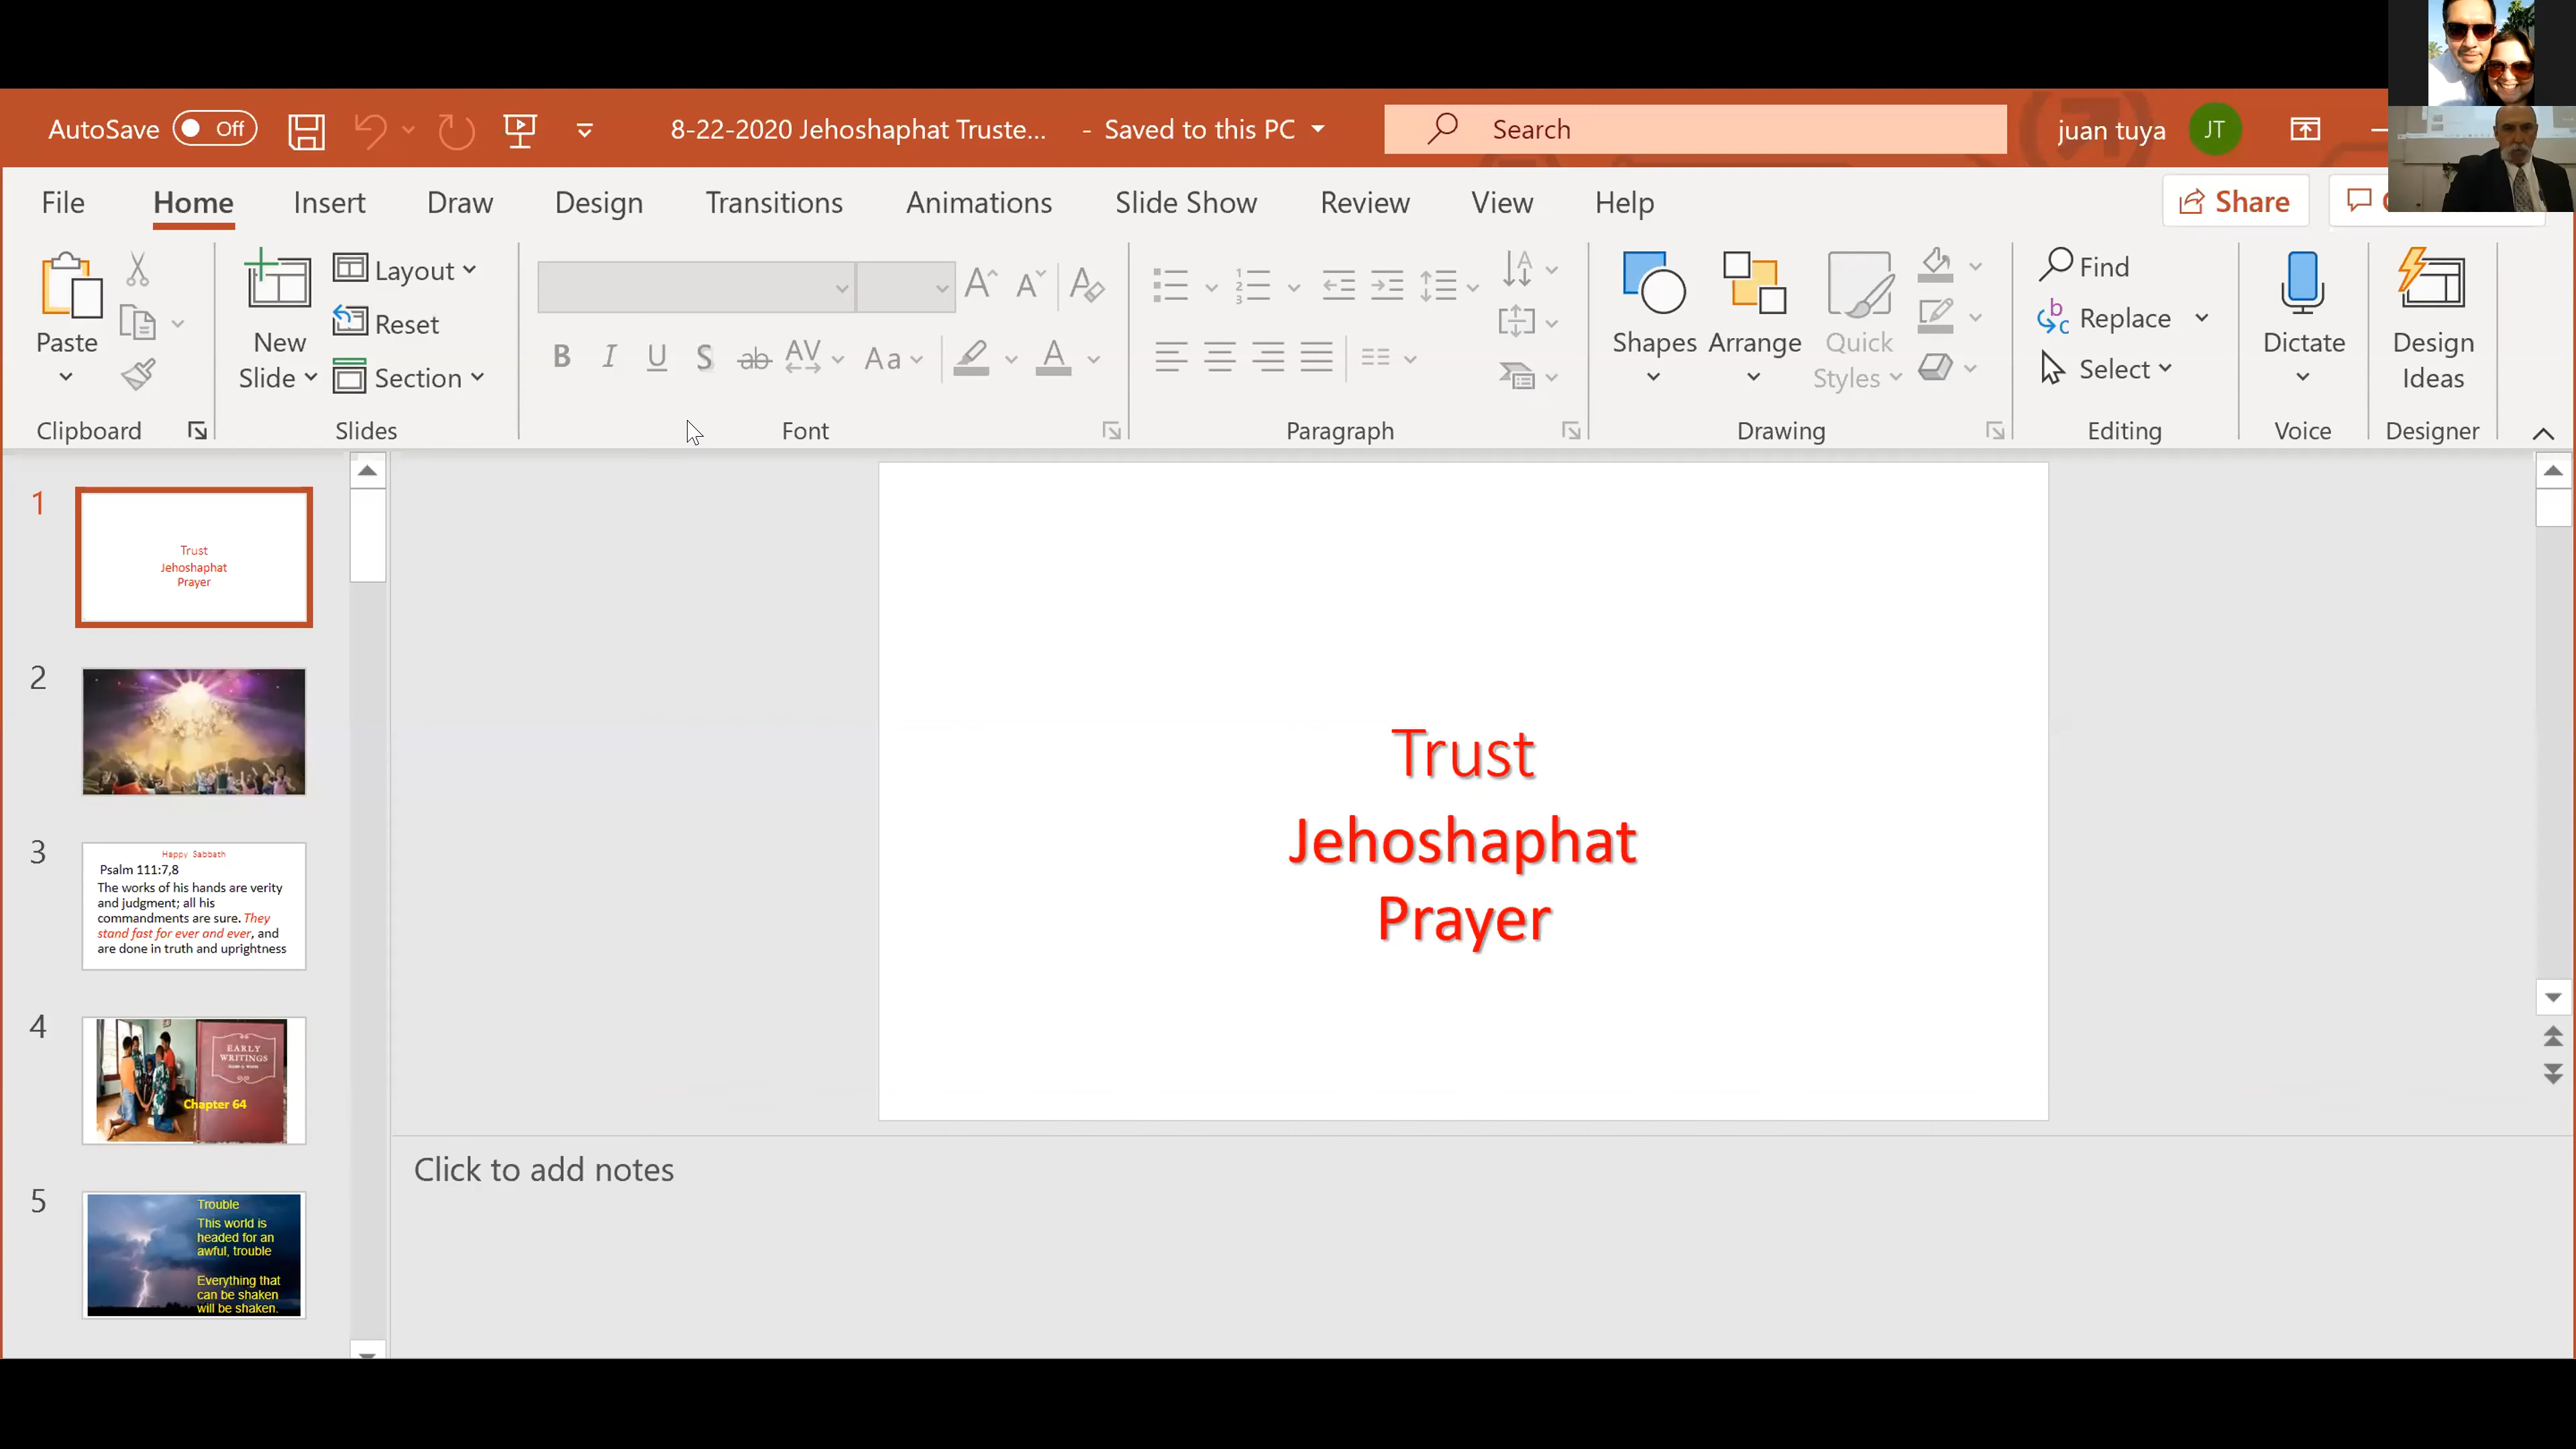 AutoSave Off 8-22-2020 Jehoshaphat Truste... - Saved to this PC Search juan tuya JT
File Home Insert Draw Design Transitions Animations Slide Show Review View Help Share
Paste
New
Slide
Layout
Reset
Section
B I U S ab AV Aa A
Shapes Arrange Quick
Styles
Find
Replace
Select
Dictate
Design
Ideas
Clipboard Slides Font Paragraph Drawing Editing Voice Designer
1
Trust
Jehoshaphat
Prayer
2
3
Happy Sabbath
Psalm 111:7,8
The works of his hands are verity
and judgment; all his
commandments are sure. They
stand fast for ever and ever, and
are done in truth and uprightness
4
EARLY
WRITINGS
Chapter 64
5
Trouble
This world is
headed for an
awful, trouble
Everything that
can be shaken
will be shaken.
Trust
Jehoshaphat
Prayer
Click to add notes